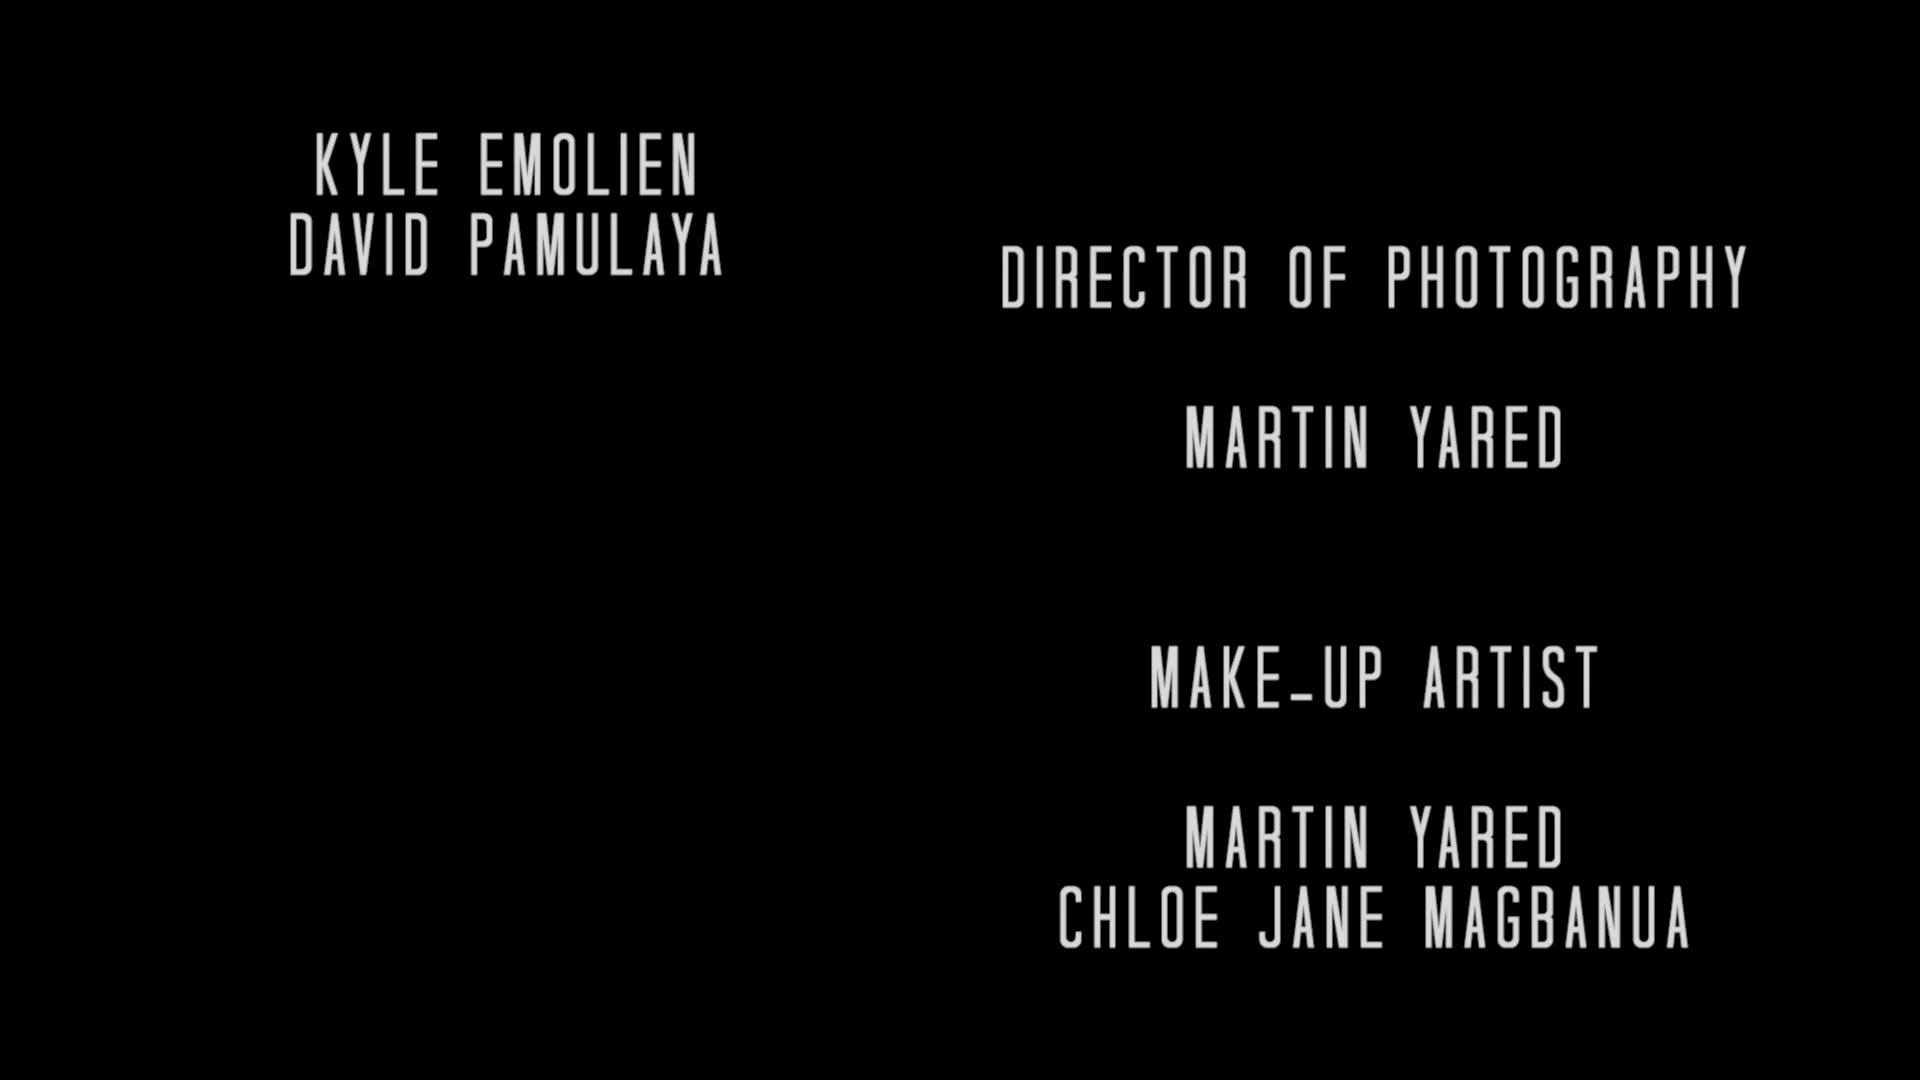 KYLE EMOLIEN
DAVID PAMULAYA
DIRECTOR OF PHOTOGRAPHY
MARTIN YARED
MAKE-UP ARTIST
MARTIN YARED
CHLOE JANE MAGBANUA